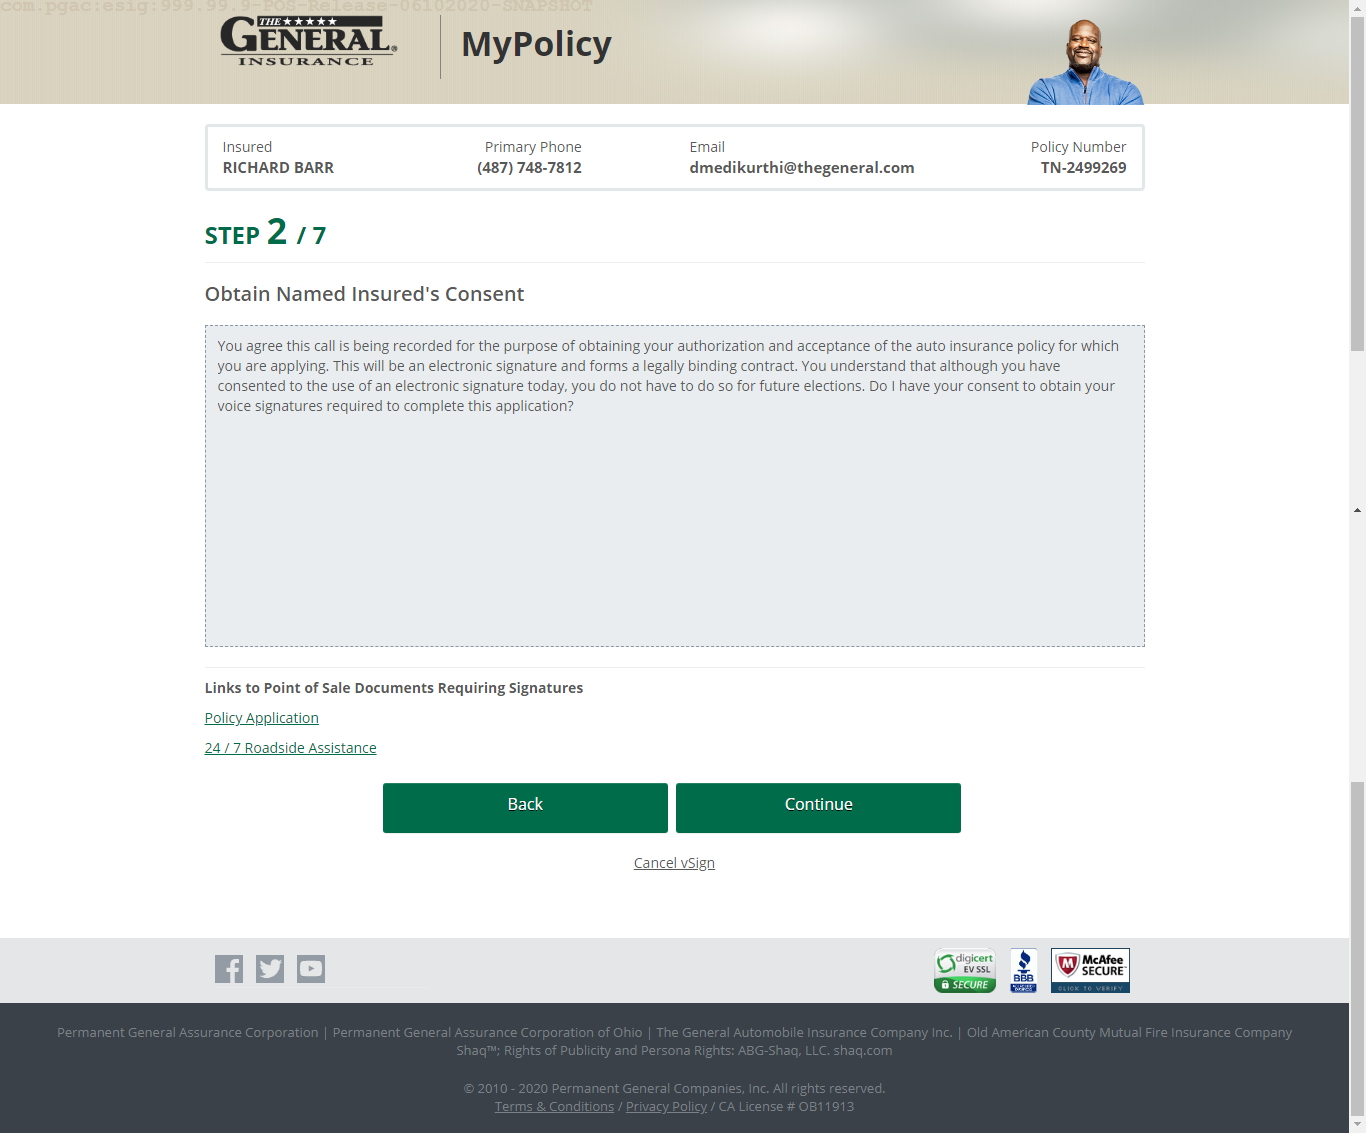 com.pgac:esig:999.99.9-POS-Release-06102020-SNAPSHOT
THE
GENERAL®
INSURANCE
MyPolicy
Insured Primary Phone Email Policy Number
RICHARD BARR (487) 748-7812 dmedikurthi@thegeneral.com TN-2499269
STEP 2 / 7
Obtain Named Insured's Consent
You agree this call is being recorded for the purpose of obtaining your authorization and acceptance of the auto insurance policy for which
you are applying. This will be an electronic signature and forms a legally binding contract. You understand that although you have
consented to the use of an electronic signature today, you do not have to do so for future elections. Do I have your consent to obtain your
voice signatures required to complete this application?
Links to Point of Sale Documents Requiring Signatures
Policy Application
24 / 7 Roadside Assistance
Back Continue
Cancel vSign
digicert
EV SSL
SECURE
BBB
McAfee
SECURE™
CLICK TO VERIFY
Permanent General Assurance Corporation | Permanent General Assurance Corporation of Ohio | The General Automobile Insurance Company Inc. | Old American County Mutual Fire Insurance Company
Shaq™; Rights of Publicity and Persona Rights: ABG-Shaq, LLC. shaq.com
© 2010 - 2020 Permanent General Companies, Inc. All rights reserved.
Terms & Conditions / Privacy Policy / CA License # OB11913